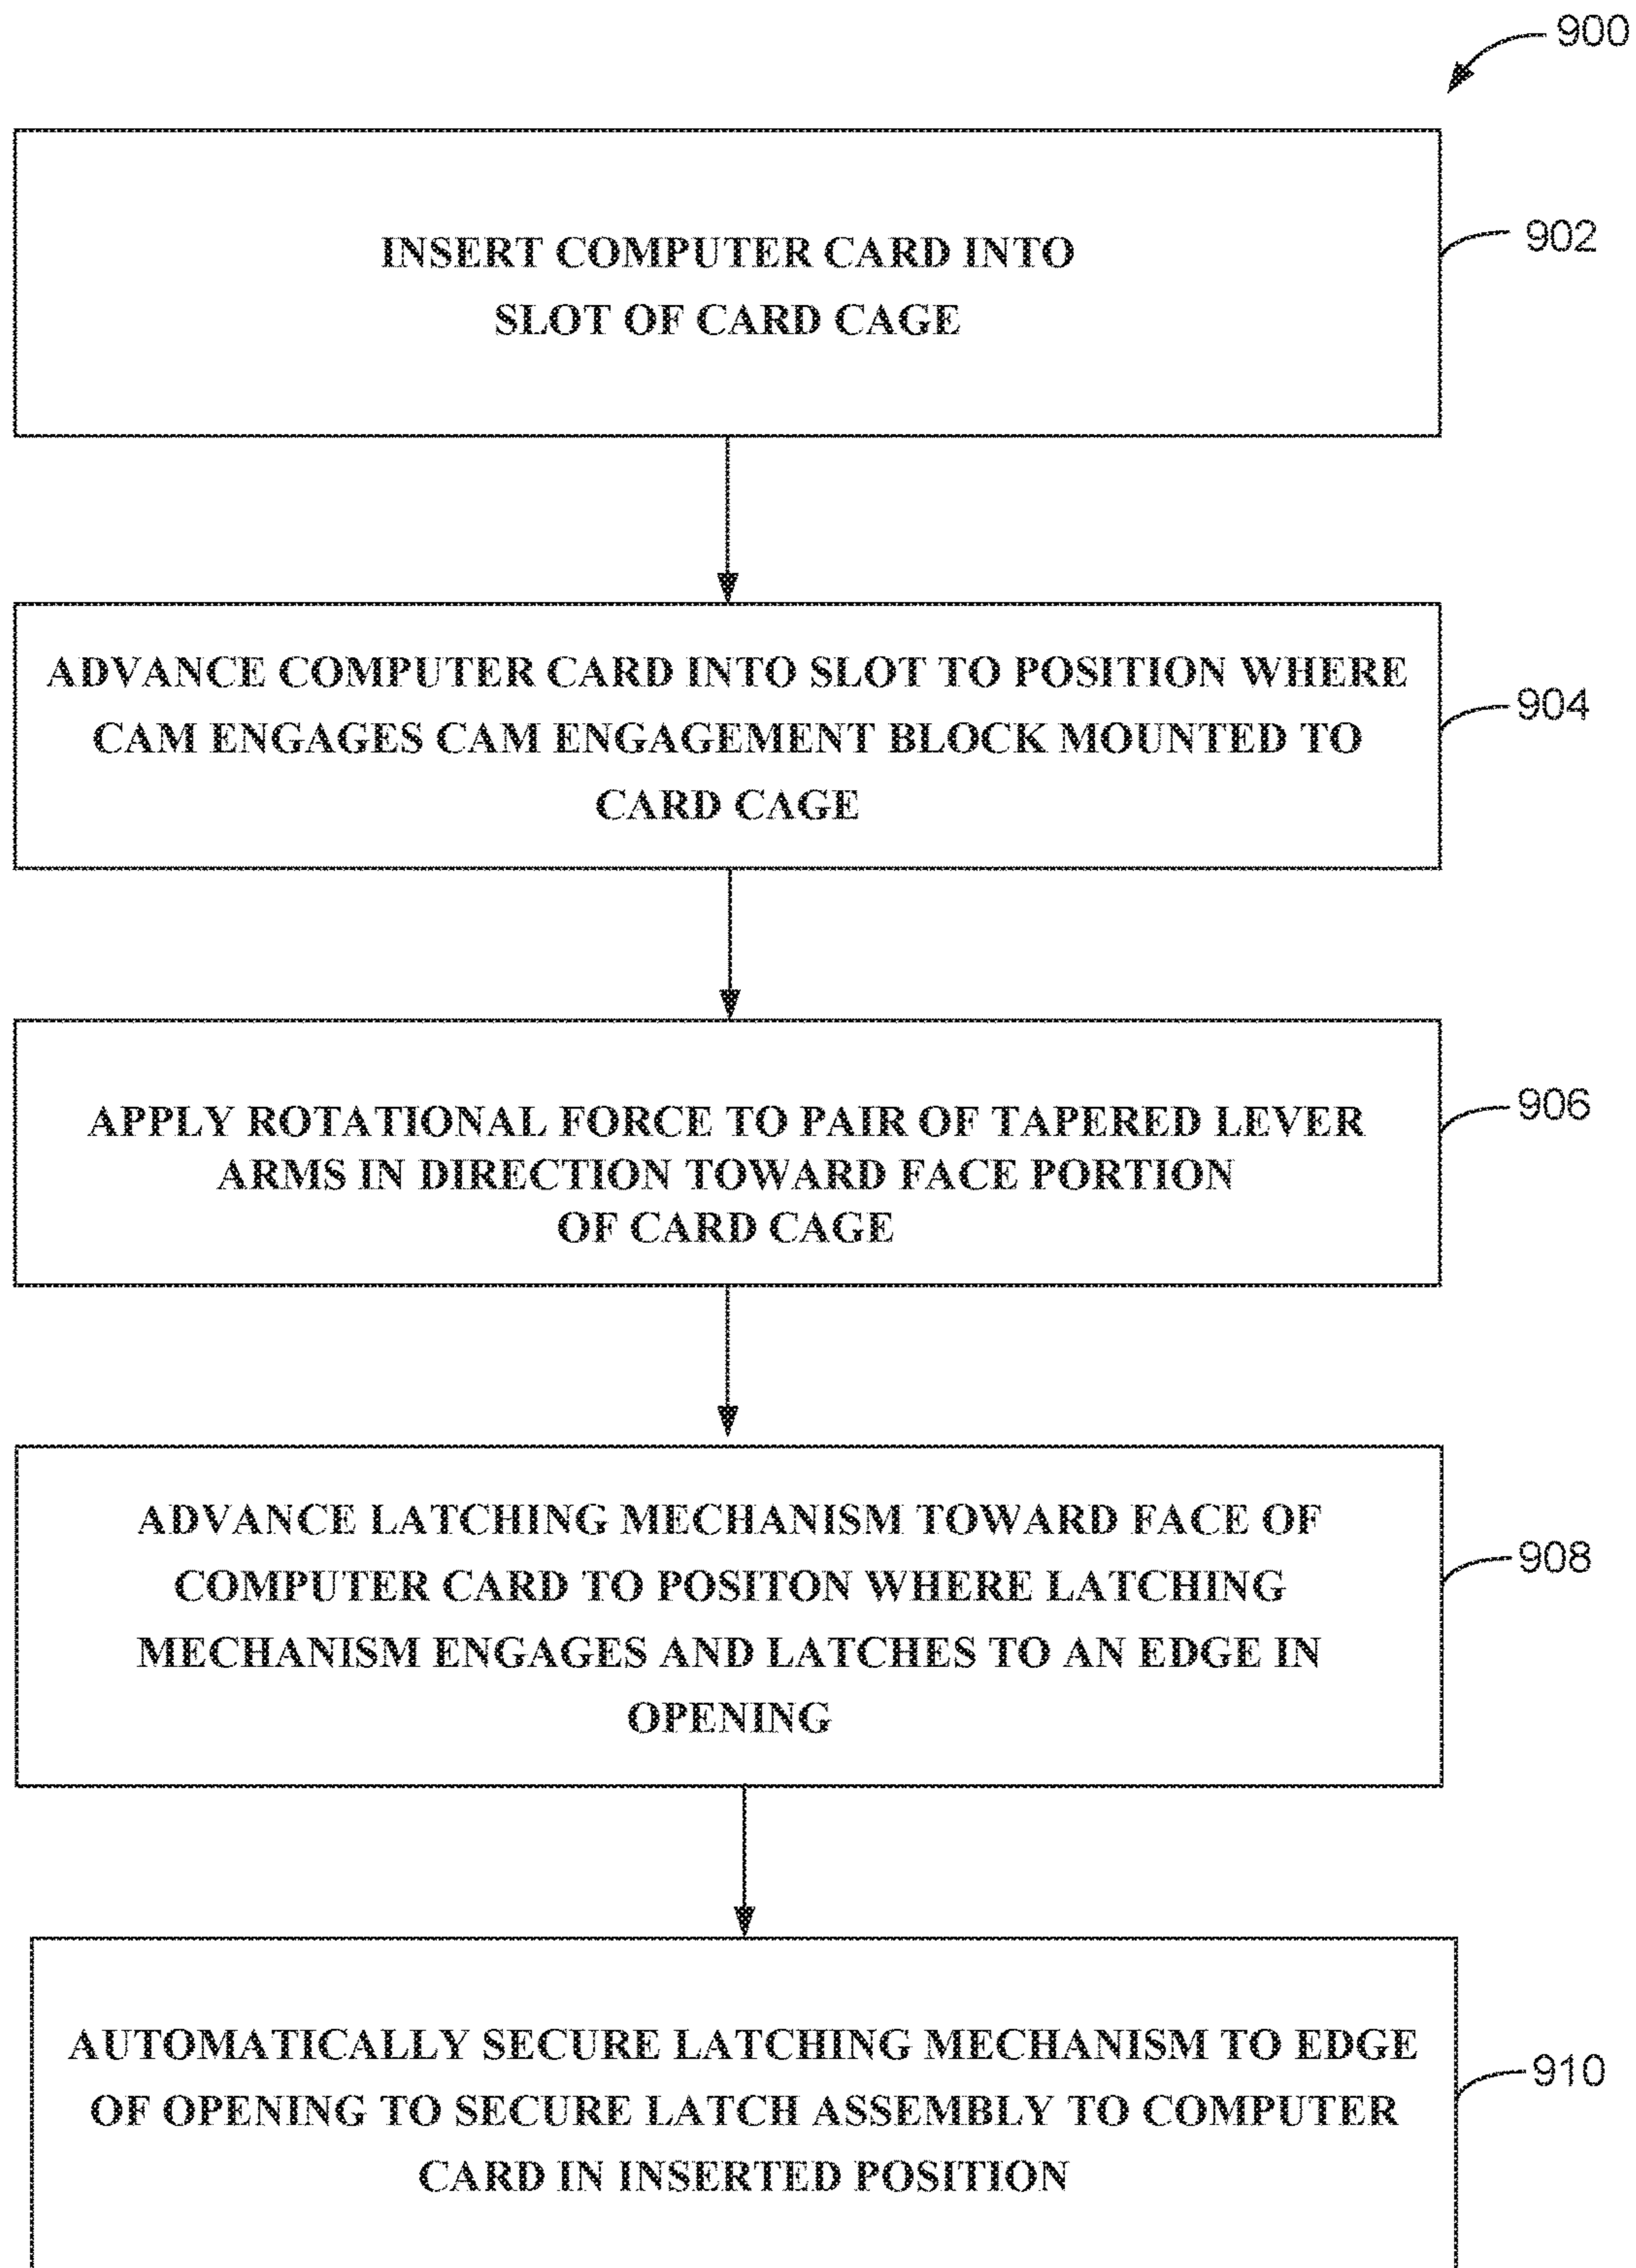 900
INSERT COMPUTER CARD INTO
SLOT OF CARD CAGE
902
ADVANCE COMPUTER CARD INTO SLOT TO POSITION WHERE
CAM ENGAGES CAM ENGAGEMENT BLOCK MOUNTED TO
CARD CAGE
904
APPLY ROTATIONAL FORCE TO PAIR OF TAPERED LEVER
ARMS IN DIRECTION TOWARD FACE PORTION
OF CARD CAGE
906
ADVANCE LATCHING MECHANISM TOWARD FACE OF
COMPUTER CARD TO POSITON WHERE LATCHING
MECHANISM ENGAGES AND LATCHES TO AN EDGE IN
OPENING
908
AUTOMATICALLY SECURE LATCHING MECHANISM TO EDGE
OF OPENING TO SECURE LATCH ASSEMBLY TO COMPUTER
CARD IN INSERTED POSITION
910